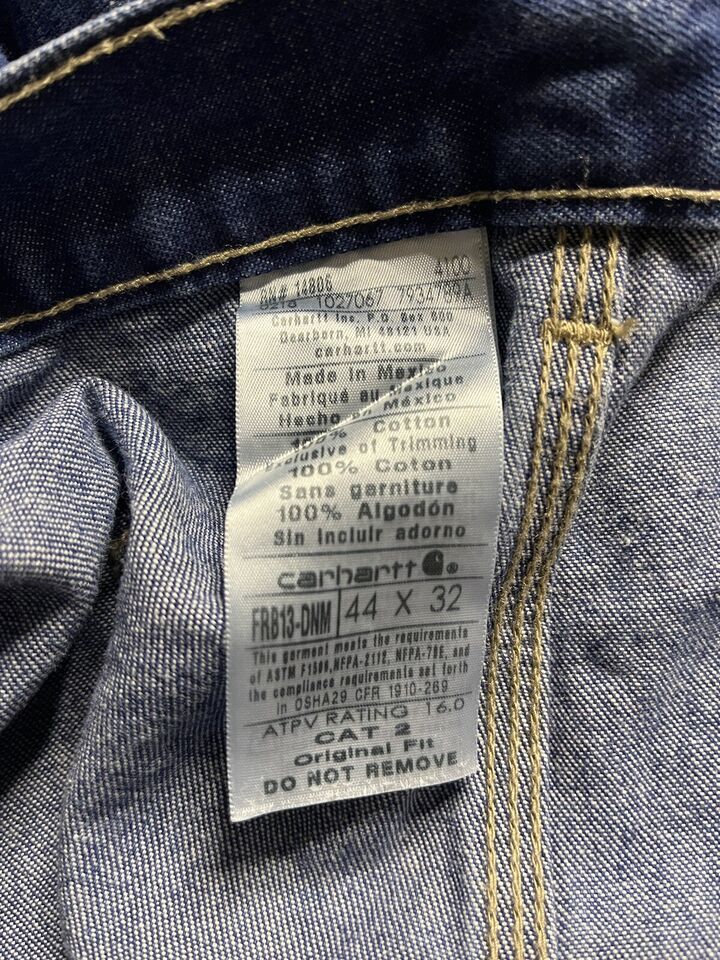 14806 4100
1027067 7934789A
Carhartt Inc. P.O. Box 600
Dearborn, MI 48121 USA
carhartt.com
Made in Mexico
Fabriqué au Mexique
Hecho en México
100% Cotton
Exclusive of Trimming
100% Coton
Sans garniture
100% Algodón
Sin incluir adorno
carhartt ®
FRB13-DNM 44 X 32
This garment meets the requirements
of ASTM F1506, NFPA-2112, NFPA-70E, and
the compliance requirements set forth
in OSHA29 CFR 1910-269
ATPV RATING 16.0
CAT 2
Original Fit
DO NOT REMOVE